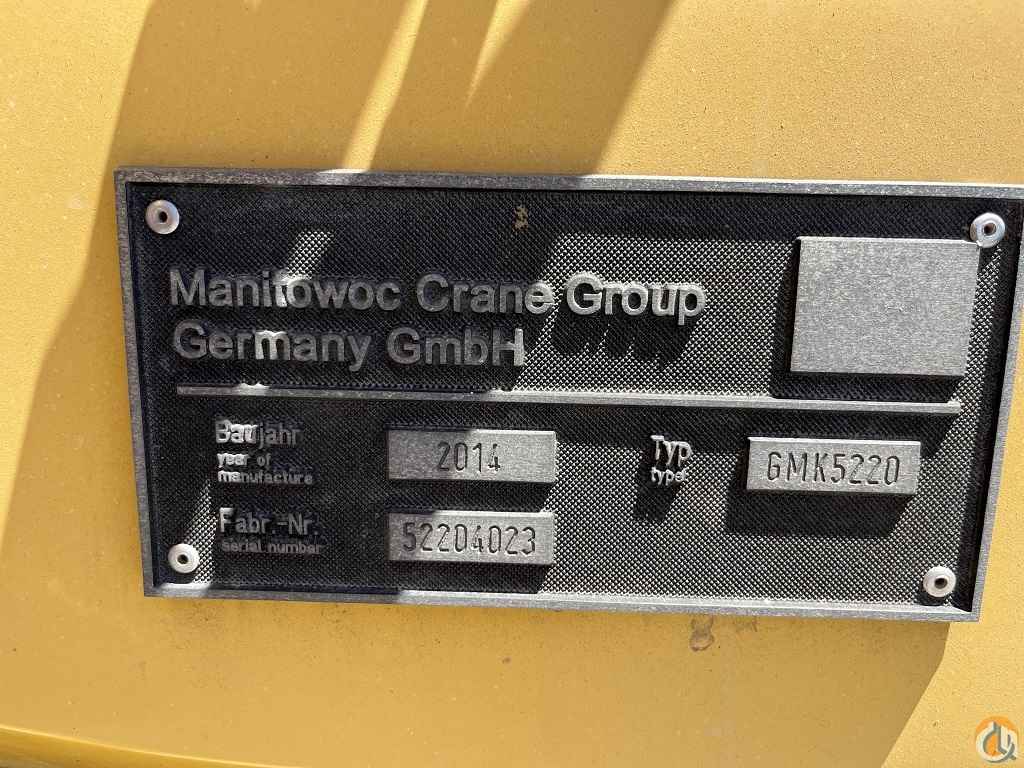 Manitowoc Crane Group
Germany GmbH
Baujahr
year of
manufacture
2014
Typ
type
GMK5220
Fabr.-Nr.
serial number
52204023